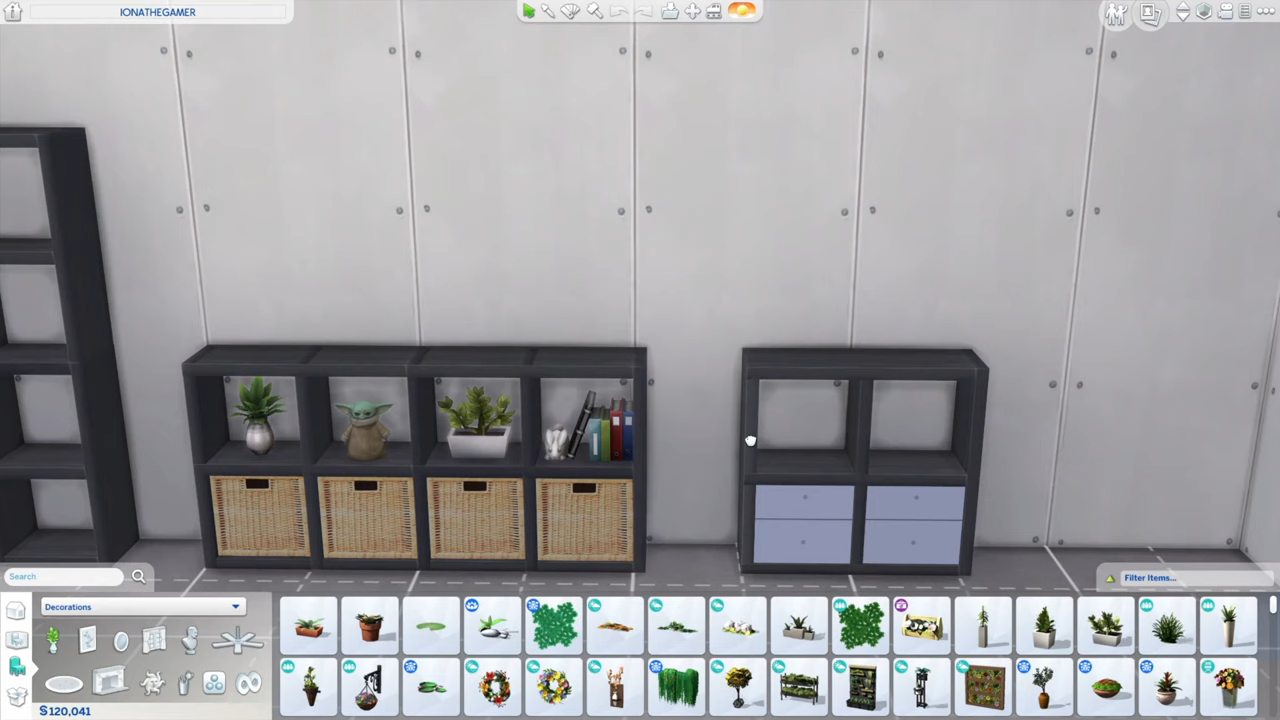 IONATHEGAMER
Search
Filter Items...
Decorations
§120,041